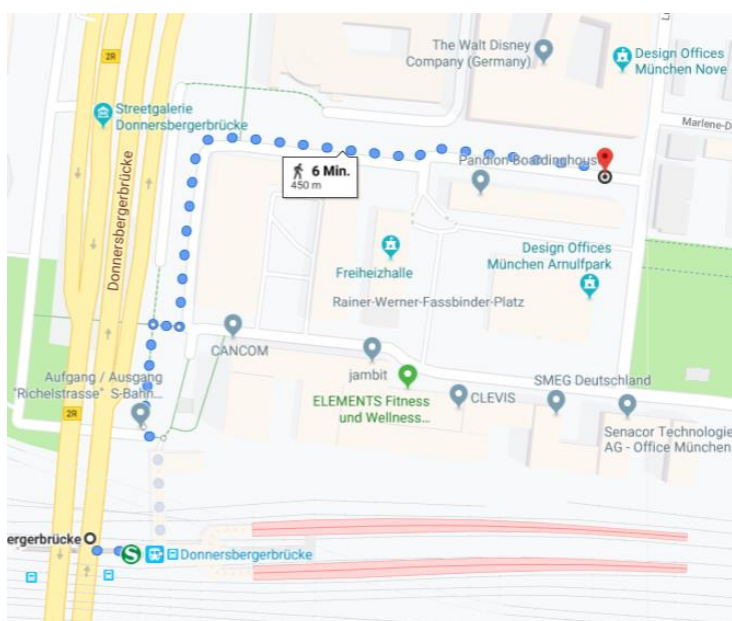 The Walt Disney
Company (Germany)
Design Offices
München Nove
2R
Streetgalerie
Donnersbergerbrücke
Marlene-D
6 Min.
450 m
Pandion Boardinghouse
Donnersbergerbrücke
Freiheizhalle
Design Offices
München Arnulfpark
Rainer-Werner-Fassbinder-Platz
CANCOM
jambit
Aufgang / Ausgang
"Richelstrasse" S-Bahn...
ELEMENTS Fitness
und Wellness...
CLEVIS
SMEG Deutschland
2R
Senacor Technologie
AG - Office München
ergerbrücke
S
Donnersbergerbrücke